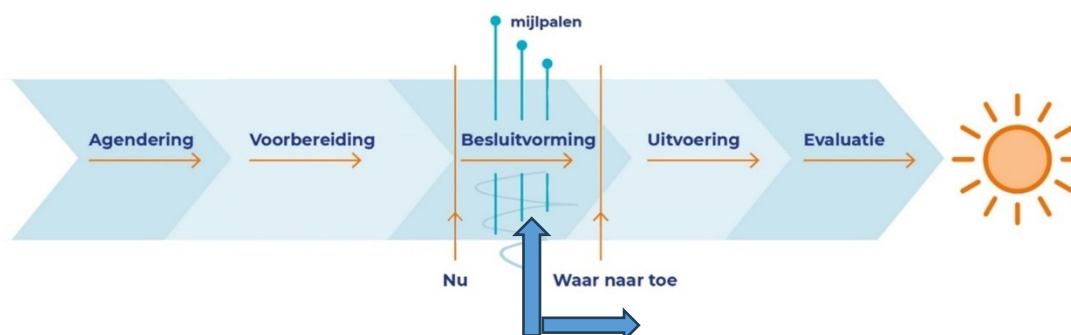 mijlpalen
Agendering
Voorbereiding
Besluitvorming
Uitvoering
Evaluatie
Nu
Waar naar toe